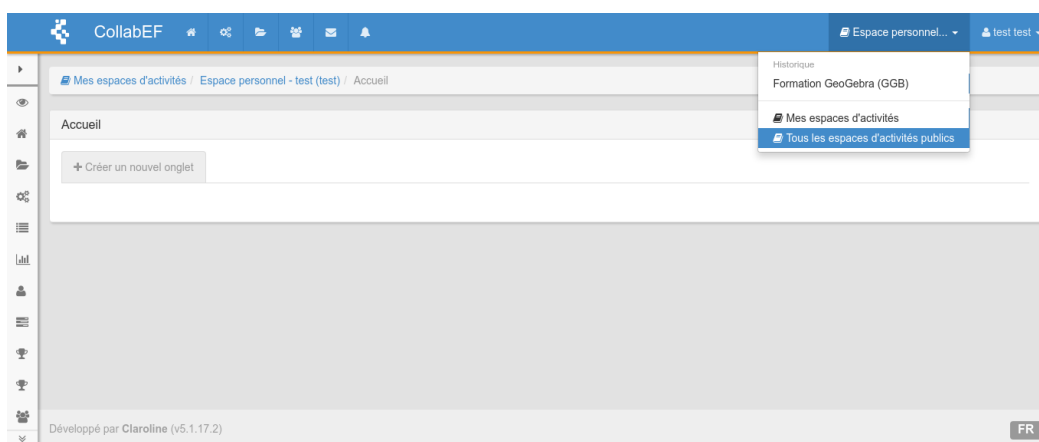 CollabEF
Espace personnel...
test test
Historique
Formation GeoGebra (GGB)
Mes espaces d'activités
Tous les espaces d'activités publics
Mes espaces d'activités / Espace personnel - test (test) / Accueil
Accueil
+ Créer un nouvel onglet
Développé par Claroline (v5.1.17.2)
FR